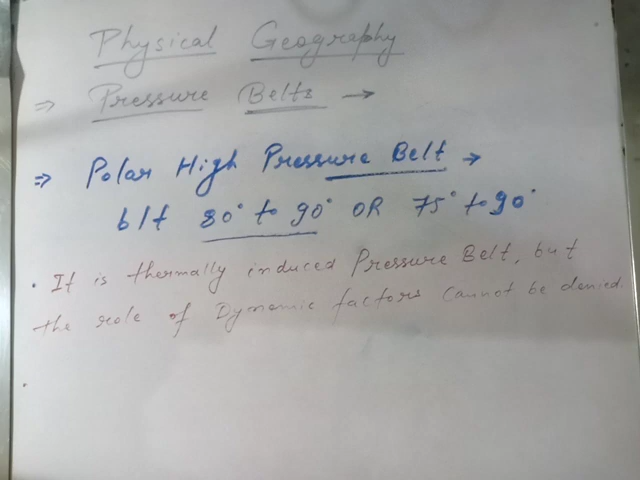 Physical Geography
⇒ Pressure Belts →
⇒ Polar High Pressure Belt →
b/t 80° to 90° OR 75° to 90°
• It is thermally induced Pressure Belt, but
the role of Dynamic factors cannot be denied.